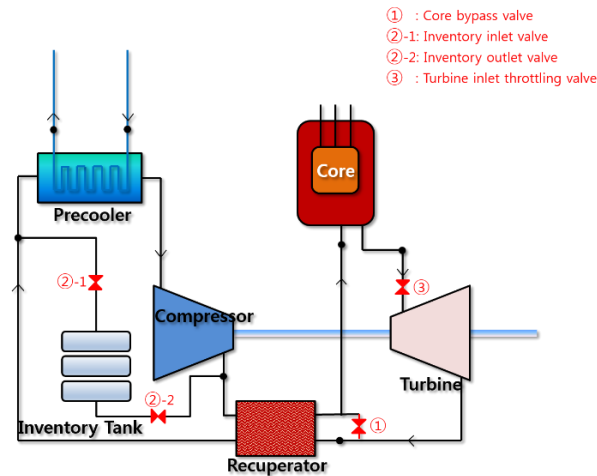 ① : Core bypass valve
②-1: Inventory inlet valve
②-2: Inventory outlet valve
③ : Turbine inlet throttling valve
Core
Precooler
②-1
③
Compressor
Turbine
②-2
Inventory Tank
①
Recuperator